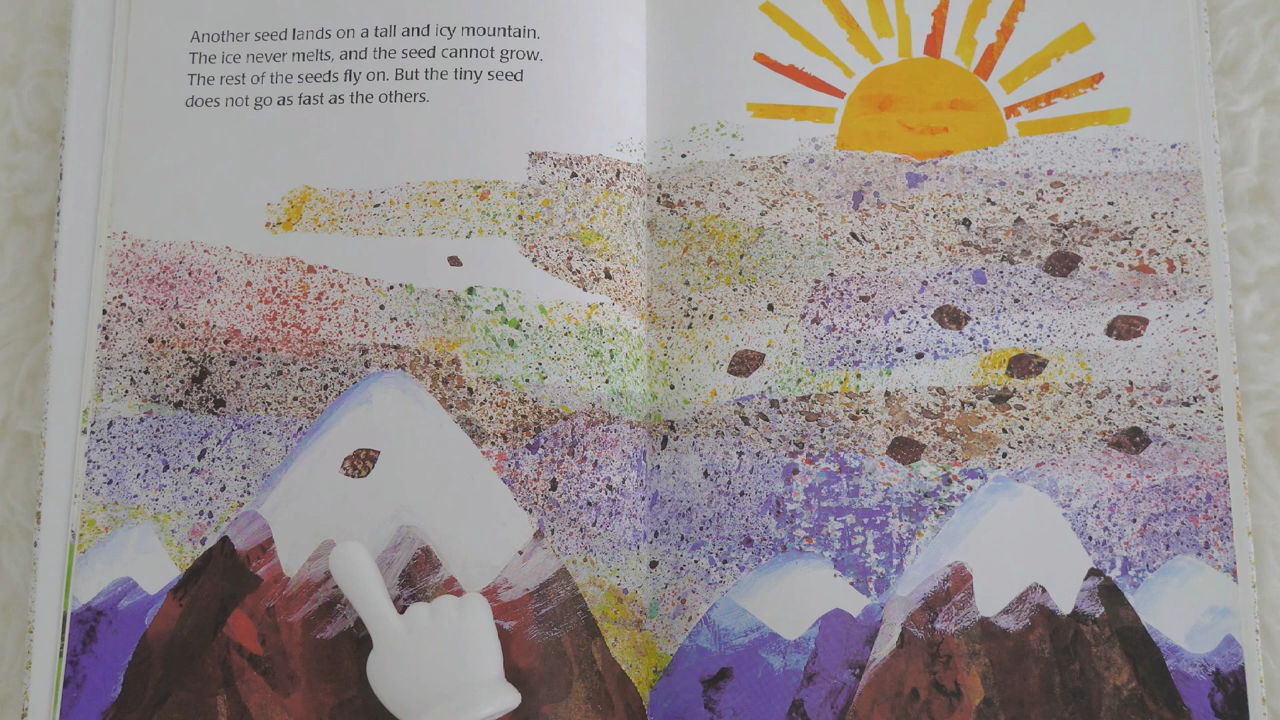 Another seed lands on a tall and icy mountain.
The ice never melts, and the seed cannot grow.
The rest of the seeds fly on. But the tiny seed
does not go as fast as the others.